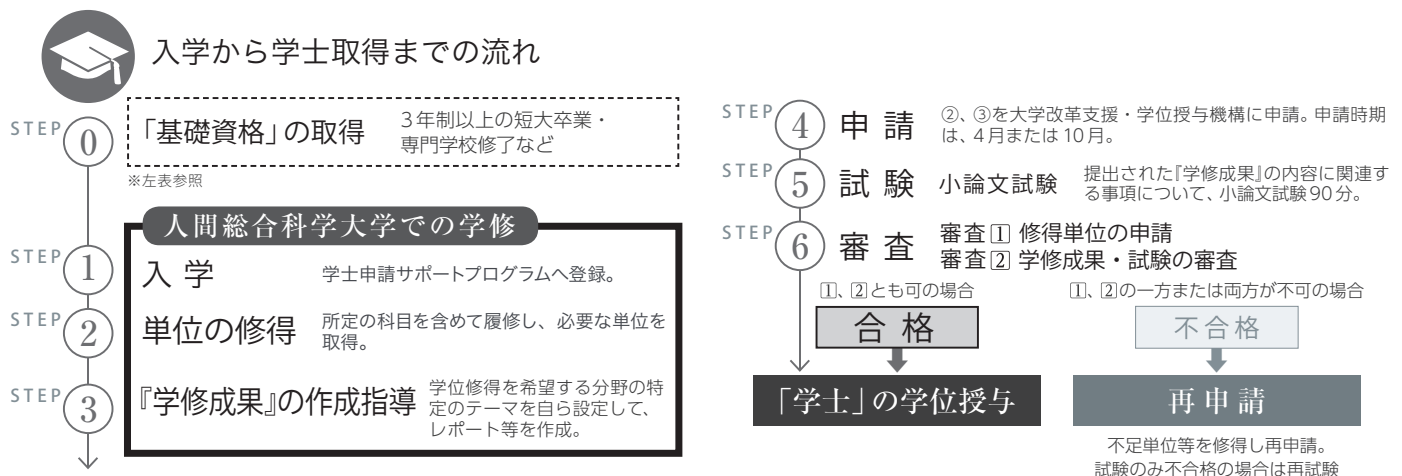 入学から学士取得までの流れ
STEP 0
「基礎資格」の取得
3年制以上の短大卒業・
専門学校修了など
※左表参照
人間総合科学大学での学修
STEP 1
入 学
学士申請サポートプログラムへ登録。
STEP 2
単位の修得
所定の科目を含めて履修し、必要な単位を
取得。
STEP 3
『学修成果』の作成指導
学位修得を希望する分野の特
定のテーマを自ら設定して、
レポート等を作成。
STEP 4
申 請
②、③を大学改革支援・学位授与機構に申請。申請時期
は、4月または10月。
STEP 5
試 験
小論文試験
提出された『学修成果』の内容に関連す
る事項について、小論文試験90分。
STEP 6
審 査
審査1 修得単位の申請
審査2 学修成果・試験の審査
1、2とも可の場合
合 格
「学士」の学位授与
1、2の一方または両方が不可の場合
不合格
再申請
不足単位等を修得し再申請。
試験のみ不合格の場合は再試験